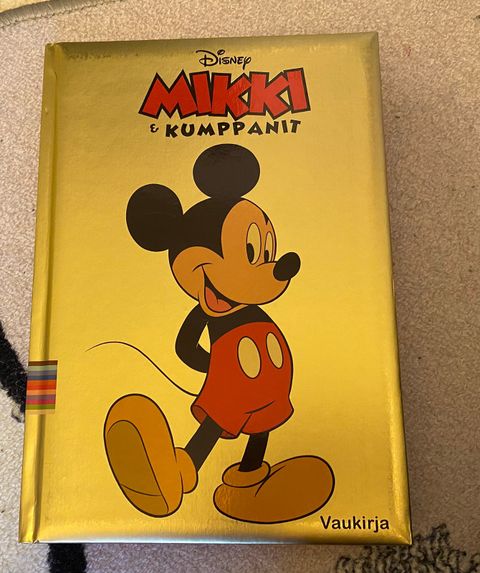 Disney
MIKKI
& KUMPPANIT
Vaukirja